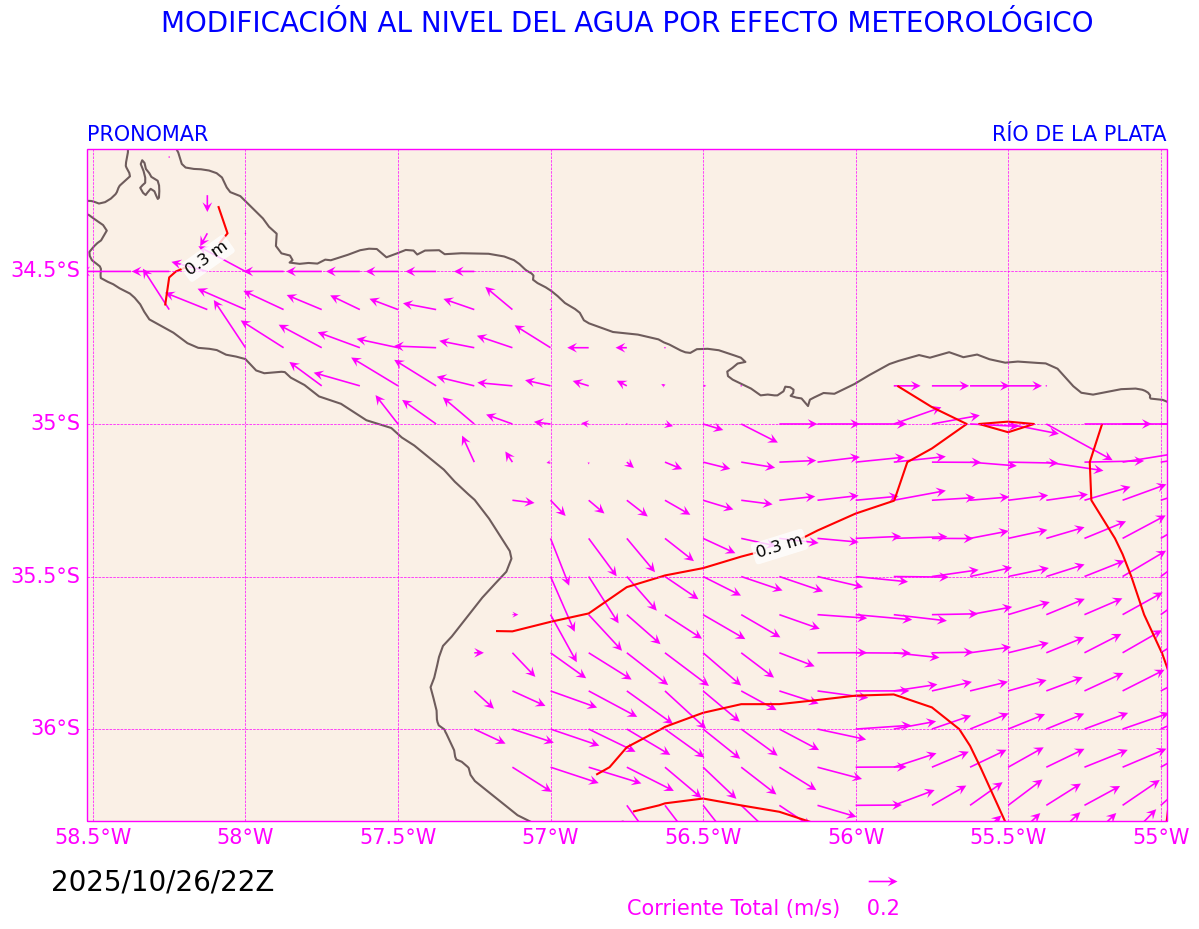 MODIFICACIÓN AL NIVEL DEL AGUA POR EFECTO METEOROLÓGICO
PRONOMAR
RÍO DE LA PLATA
0.3 m
34.5°S
35°S
0.3 m
35.5°S
36°S
58.5°W
58°W
57.5°W
57°W
56.5°W
56°W
55.5°W
55°W
2025/10/26/22Z
Corriente Total (m/s)
0.2